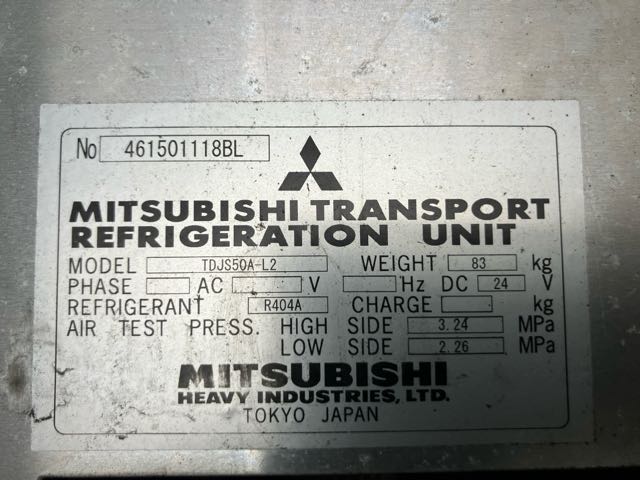 No 461501118BL
MITSUBISHI TRANSPORT
REFRIGERATION UNIT
MODEL TDJS50A-L2 WEIGHT 83 kg
PHASE AC V Hz DC 24 V
REFRIGERANT R404A CHARGE kg
AIR TEST PRESS. HIGH SIDE 3.24 MPa
LOW SIDE 2.26 MPa
MITSUBISHI
HEAVY INDUSTRIES, LTD.
TOKYO JAPAN